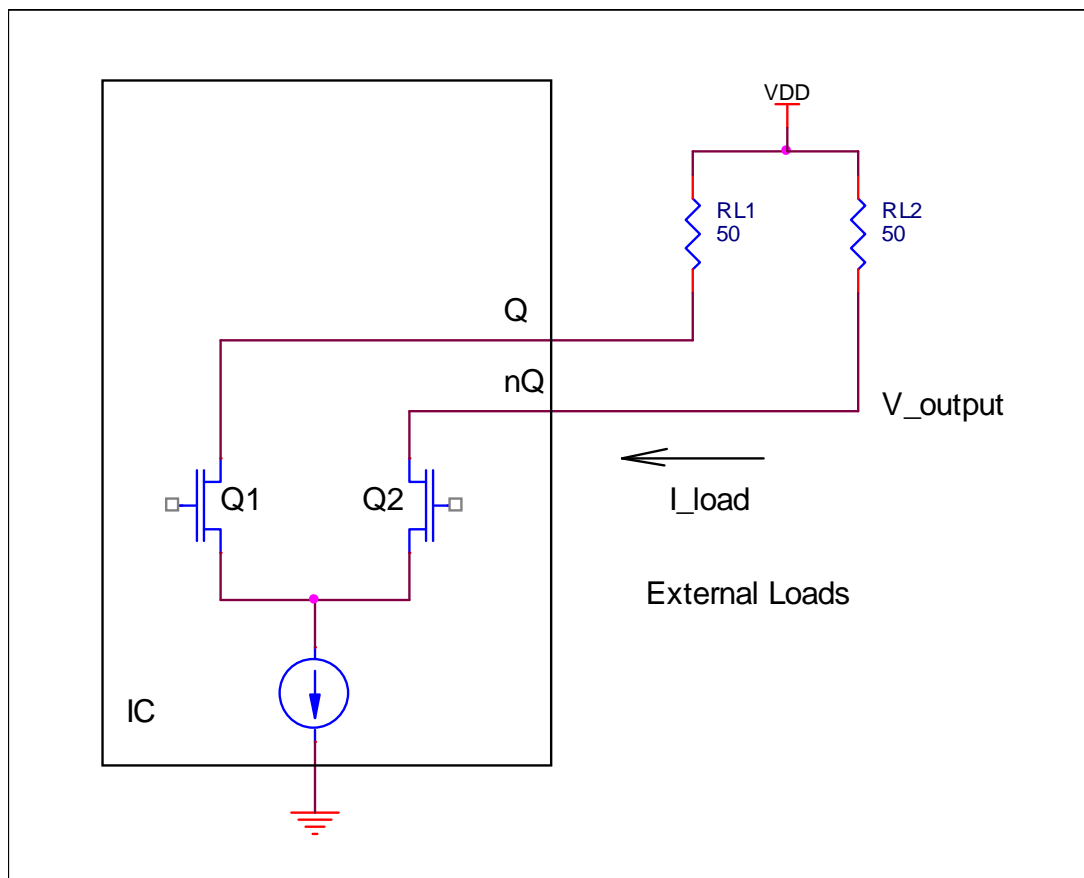 VDD
RL1
50
RL2
50
Q
nQ
V_output
Q1
Q2
I_load
External Loads
IC